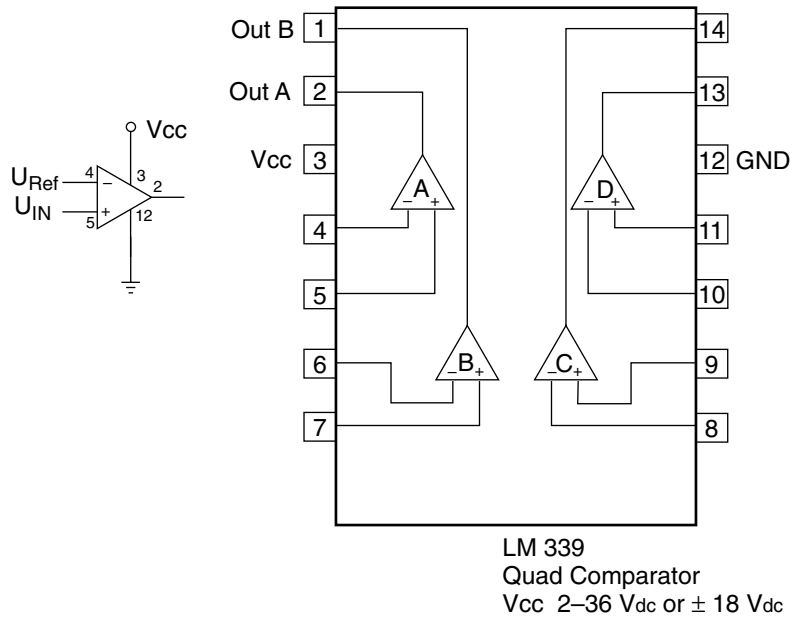 Out B 1
14
Out A 2
13
Vcc
Vcc 3
12 GND
U_Ref 4 − 3 2
U_IN 5 + 12
A
− +
D
− +
4
11
5
10
6
9
B
− +
C
− +
7
8
LM 339
Quad Comparator
Vcc 2–36 Vdc or ± 18 Vdc